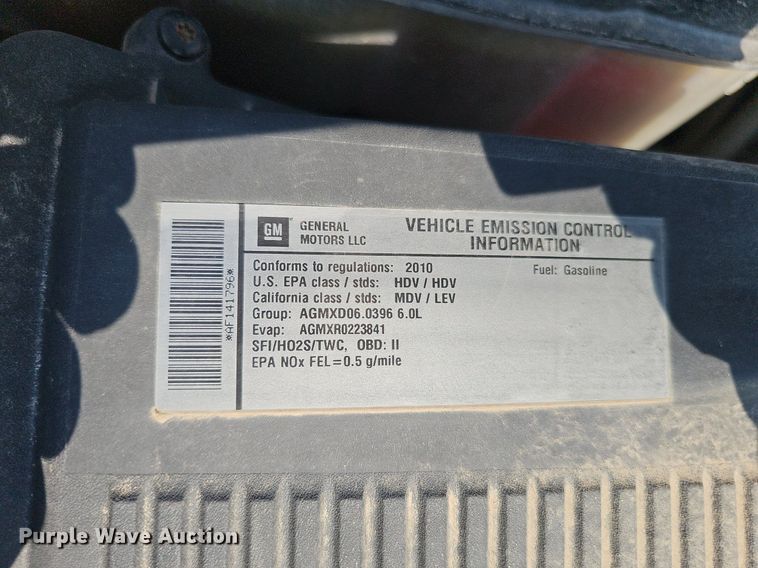 GM
GENERAL
MOTORS LLC
VEHICLE EMISSION CONTROL
INFORMATION
Conforms to regulations: 2010
Fuel: Gasoline
U.S. EPA class / stds: HDV / HDV
California class / stds: MDV / LEV
Group: AGMXD06.0396 6.0L
Evap: AGMXR0223841
SFI/HO2S/TWC, OBD: II
EPA NOx FEL=0.5 g/mile
*AF141796*
Purple Wave Auction